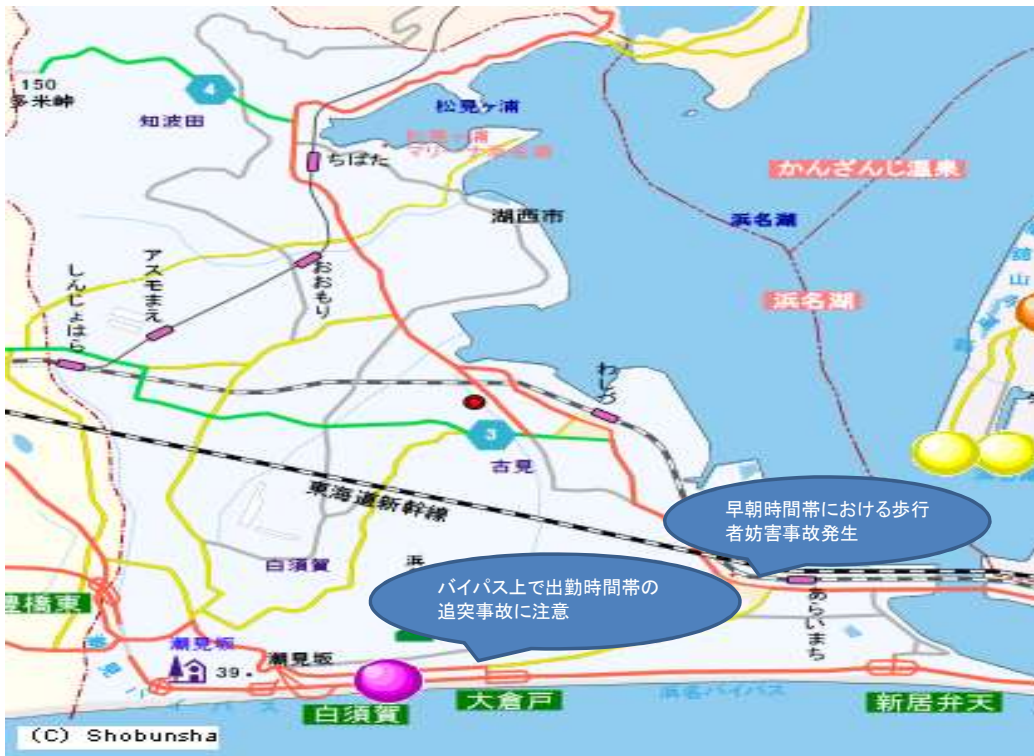 150
多米峠
4
知波田
松見ヶ浦
ちばた
湖西市
かんざんじ温泉
浜名湖
浜名湖
アスモまえ
しんじょはら
おおもり
わしづ
3
古見
東海道新幹線
白須賀
早朝時間帯における歩行
者妨害事故発生
バイパス上で出勤時間帯の
追突事故に注意
あらいまち
豊橋東
潮見坂
39
潮見坂
白須賀
大倉戸
浜名バイパス
新居弁天
(C) Shobunsha